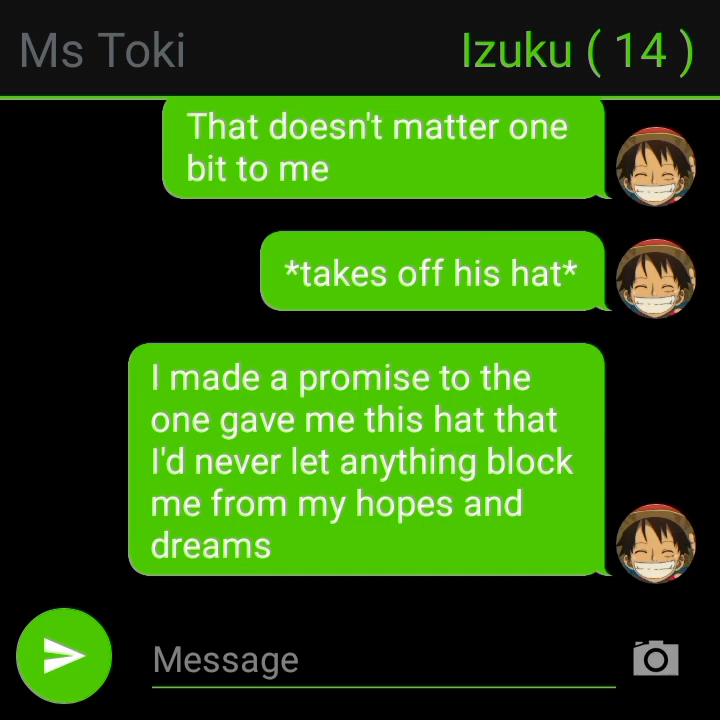 Ms Toki
Izuku ( 14 )
That doesn't matter one
bit to me
*takes off his hat*
I made a promise to the
one gave me this hat that
I'd never let anything block
me from my hopes and
dreams
Message